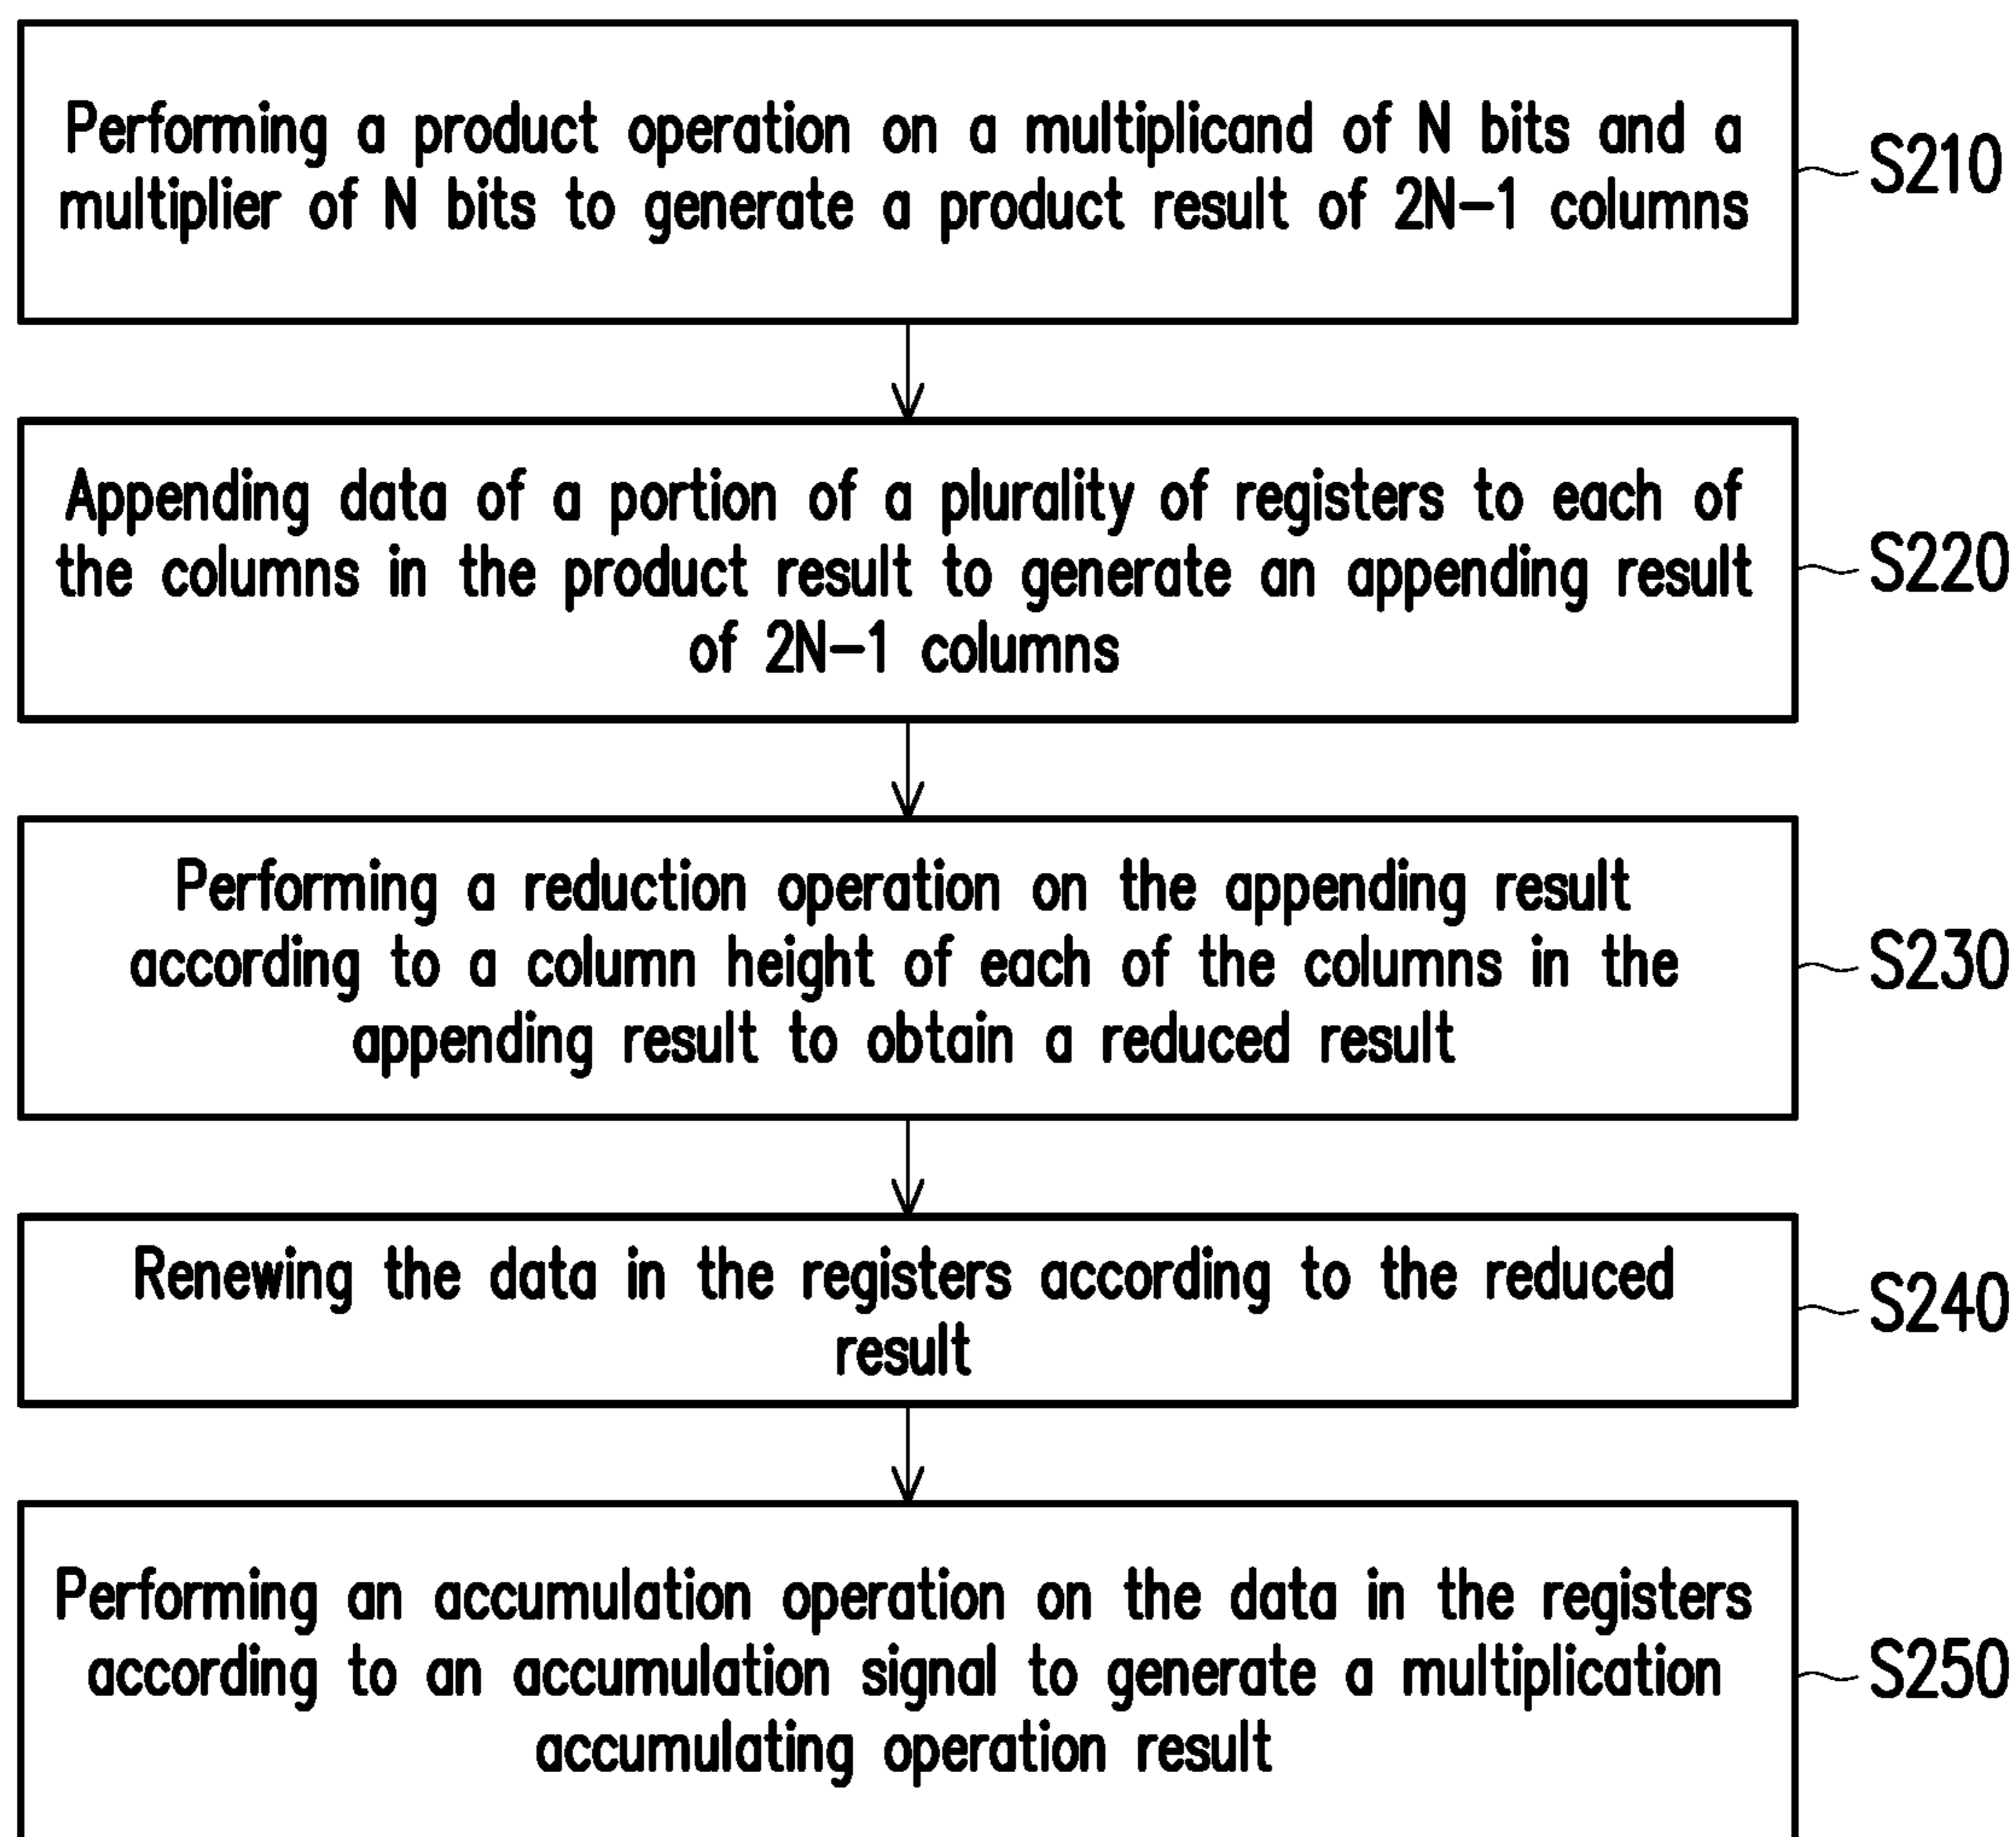 Performing a product operation on a multiplicand of N bits and a
multiplier of N bits to generate a product result of 2N-1 columns
S210
Appending data of a portion of a plurality of registers to each of
the columns in the product result to generate an appending result
of 2N-1 columns
S220
Performing a reduction operation on the appending result
according to a column height of each of the columns in the
appending result to obtain a reduced result
S230
Renewing the data in the registers according to the reduced
result
S240
Performing an accumulation operation on the data in the registers
according to an accumulation signal to generate a multiplication
accumulating operation result
S250